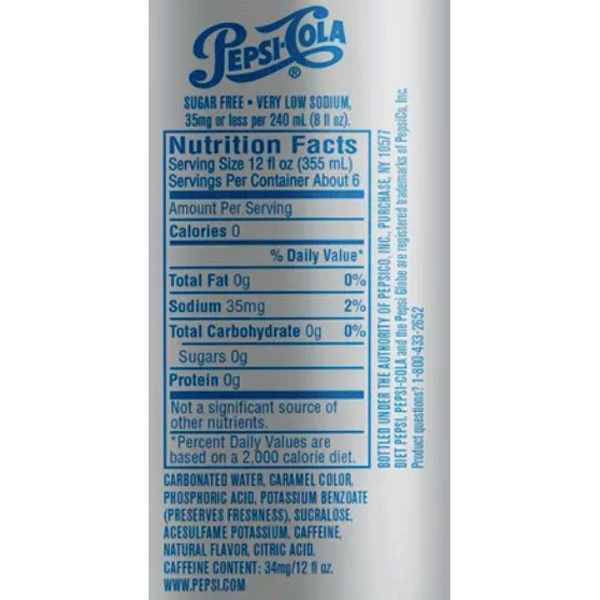 PEPSI-COLA
®
SUGAR FREE • VERY LOW SODIUM,
35mg or less per 240 mL (8 fl oz).
Nutrition Facts
Serving Size 12 fl oz (355 mL)
Servings Per Container About 6
Amount Per Serving
Calories 0
% Daily Value*
Total Fat 0g 0%
Sodium 35mg 2%
Total Carbohydrate 0g 0%
Sugars 0g
Protein 0g
Not a significant source of
other nutrients.
*Percent Daily Values are
based on a 2,000 calorie diet.
CARBONATED WATER, CARAMEL COLOR,
PHOSPHORIC ACID, POTASSIUM BENZOATE
(PRESERVES FRESHNESS), SUCRALOSE,
ACESULFAME POTASSIUM, CAFFEINE,
NATURAL FLAVOR, CITRIC ACID.
CAFFEINE CONTENT: 34mg/12 fl oz.
WWW.PEPSI.COM
BOTTLED UNDER THE AUTHORITY OF PEPSICO, INC., PURCHASE, NY 10577
DIET PEPSI, PEPSI-COLA and the Pepsi Globe are registered trademarks of PepsiCo, Inc.
Product questions? 1-800-433-2652